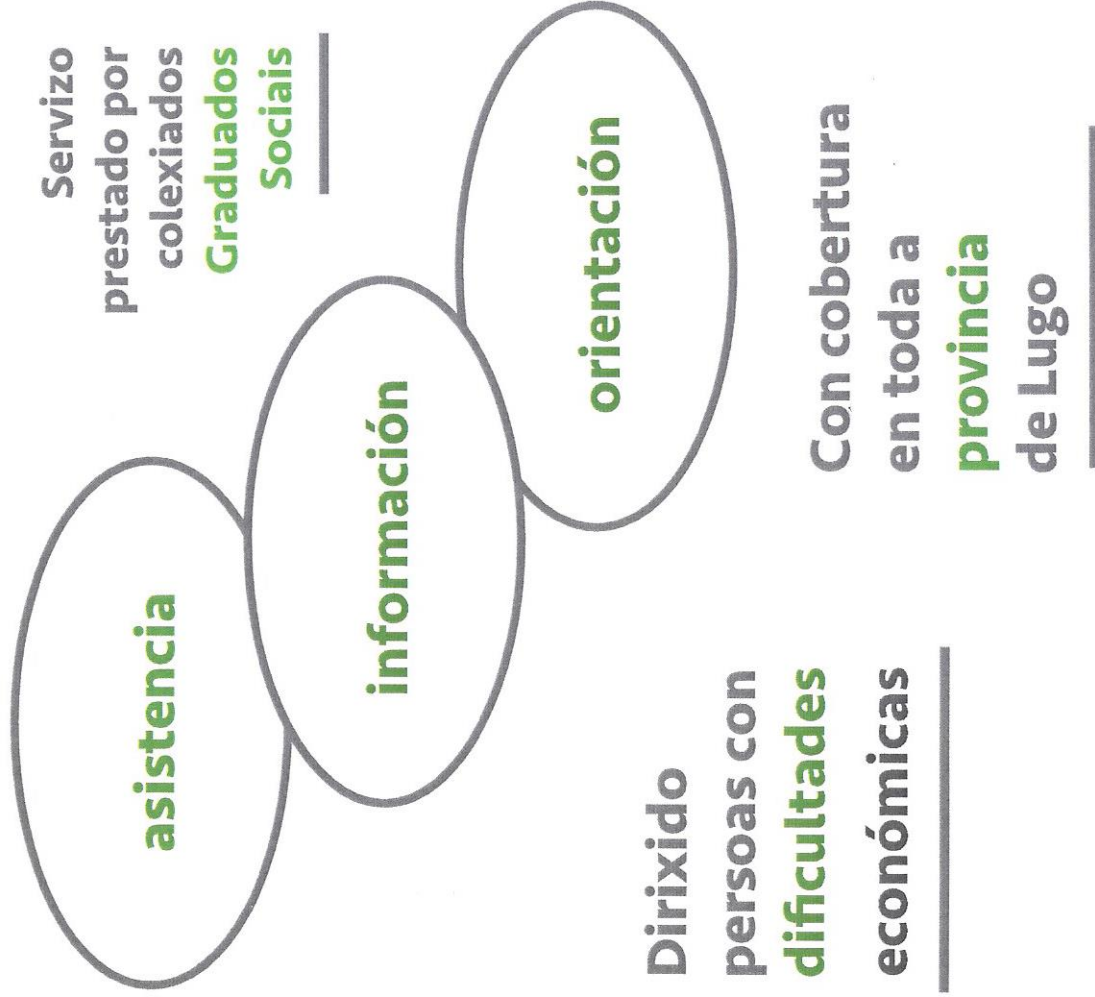 asistencia
información
orientación
Servizo
prestado por
colexiados
Graduados
Sociais
Dirixido
persoas con
dificultades
económicas
Con cobertura
en toda a
provincia
de Lugo